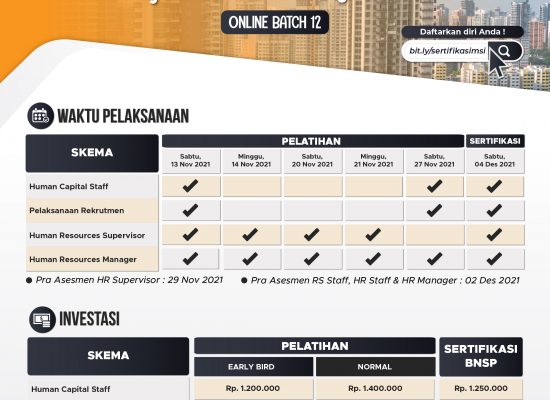 ONLINE BATCH 12
Daftarkan diri Anda !
bit.ly/sertifikasimsi
WAKTU PELAKSANAAN
SKEMA
PELATIHAN
SERTIFIKASI
Sabtu, 13 Nov 2021
Minggu, 14 Nov 2021
Sabtu, 20 Nov 2021
Minggu, 21 Nov 2021
Sabtu, 27 Nov 2021
Sabtu, 04 Des 2021
Human Capital Staff ✓ ✓ ✓
Pelaksanaan Rekrutmen ✓ ✓ ✓
Human Resources Supervisor ✓ ✓ ✓ ✓ ✓
Human Resources Manager ✓ ✓ ✓ ✓ ✓ ✓
• Pra Asesmen HR Supervisor : 29 Nov 2021 • Pra Asesmen RS Staff, HR Staff & HR Manager : 02 Des 2021
INVESTASI
SKEMA
PELATIHAN
SERTIFIKASI BNSP
EARLY BIRD
NORMAL
Human Capital Staff Rp. 1.200.000 Rp. 1.400.000 Rp. 1.250.000